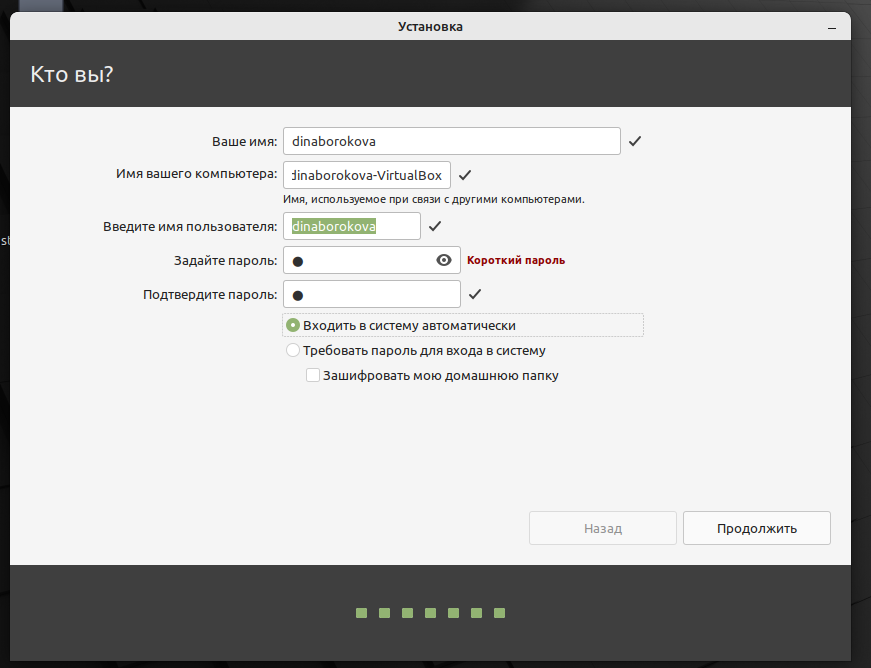 Установка
Кто вы?
Ваше имя: dinaborokova
Имя вашего компьютера: dinaborokova-VirtualBox
Имя, используемое при связи с другими компьютерами.
Введите имя пользователя: dinaborokova
Задайте пароль: ● Короткий пароль
Подтвердите пароль: ●
Входить в систему автоматически
Требовать пароль для входа в систему
Зашифровать мою домашнюю папку
Назад Продолжить